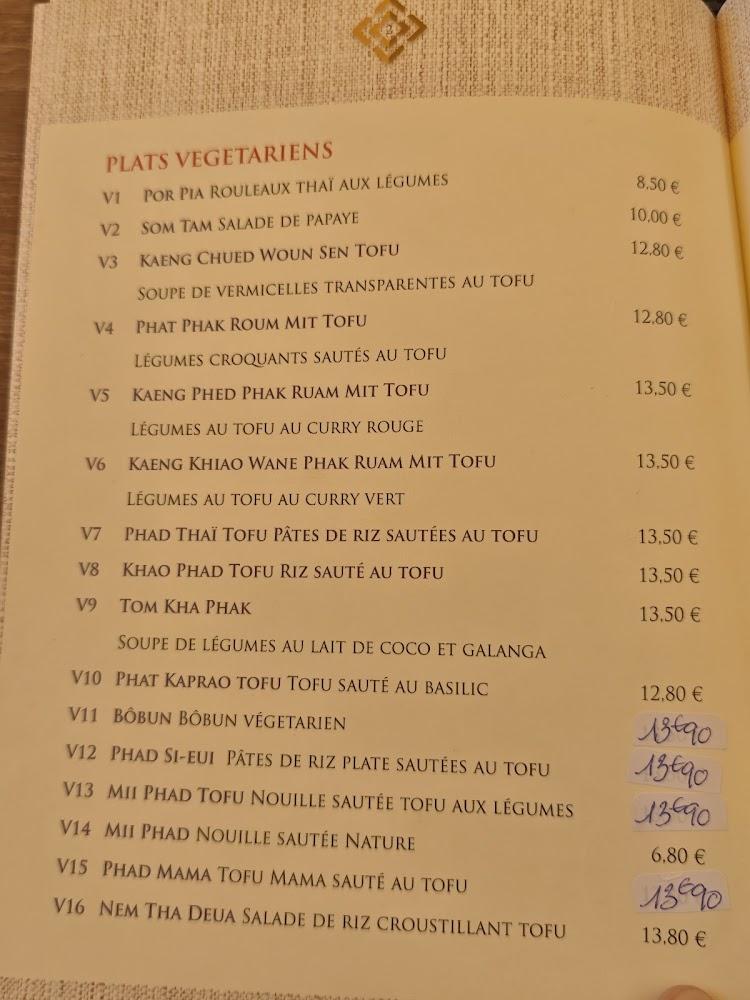 2
PLATS VEGETARIENS
V1 POR PIA ROULEAUX THAÏ AUX LÉGUMES 8,50 €
V2 SOM TAM SALADE DE PAPAYE 10,00 €
V3 KAENG CHUED WOUN SEN TOFU 12,80 €
SOUPE DE VERMICELLES TRANSPARENTES AU TOFU
V4 PHAT PHAK ROUM MIT TOFU 12,80 €
LÉGUMES CROQUANTS SAUTÉS AU TOFU
V5 KAENG PHED PHAK RUAM MIT TOFU 13,50 €
LÉGUMES AU TOFU AU CURRY ROUGE
V6 KAENG KHIAO WANE PHAK RUAM MIT TOFU 13,50 €
LÉGUMES AU TOFU AU CURRY VERT
V7 PHAD THAÏ TOFU PÂTES DE RIZ SAUTÉES AU TOFU 13,50 €
V8 KHAO PHAD TOFU RIZ SAUTÉ AU TOFU 13,50 €
V9 TOM KHA PHAK 13,50 €
SOUPE DE LÉGUMES AU LAIT DE COCO ET GALANGA
V10 PHAT KAPRAO TOFU TOFU SAUTÉ AU BASILIC 12,80 €
V11 BÔBUN BÔBUN VÉGETARIEN 13€90
V12 PHAD SI-EUI PÂTES DE RIZ PLATE SAUTÉES AU TOFU 13€90
V13 MII PHAD TOFU NOUILLE SAUTÉE TOFU AUX LÉGUMES 13€90
V14 MII PHAD NOUILLE SAUTÉE NATURE 6,80 €
V15 PHAD MAMA TOFU MAMA SAUTÉ AU TOFU 13€90
V16 NEM THA DEUA SALADE DE RIZ CROUSTILLANT TOFU 13,80 €